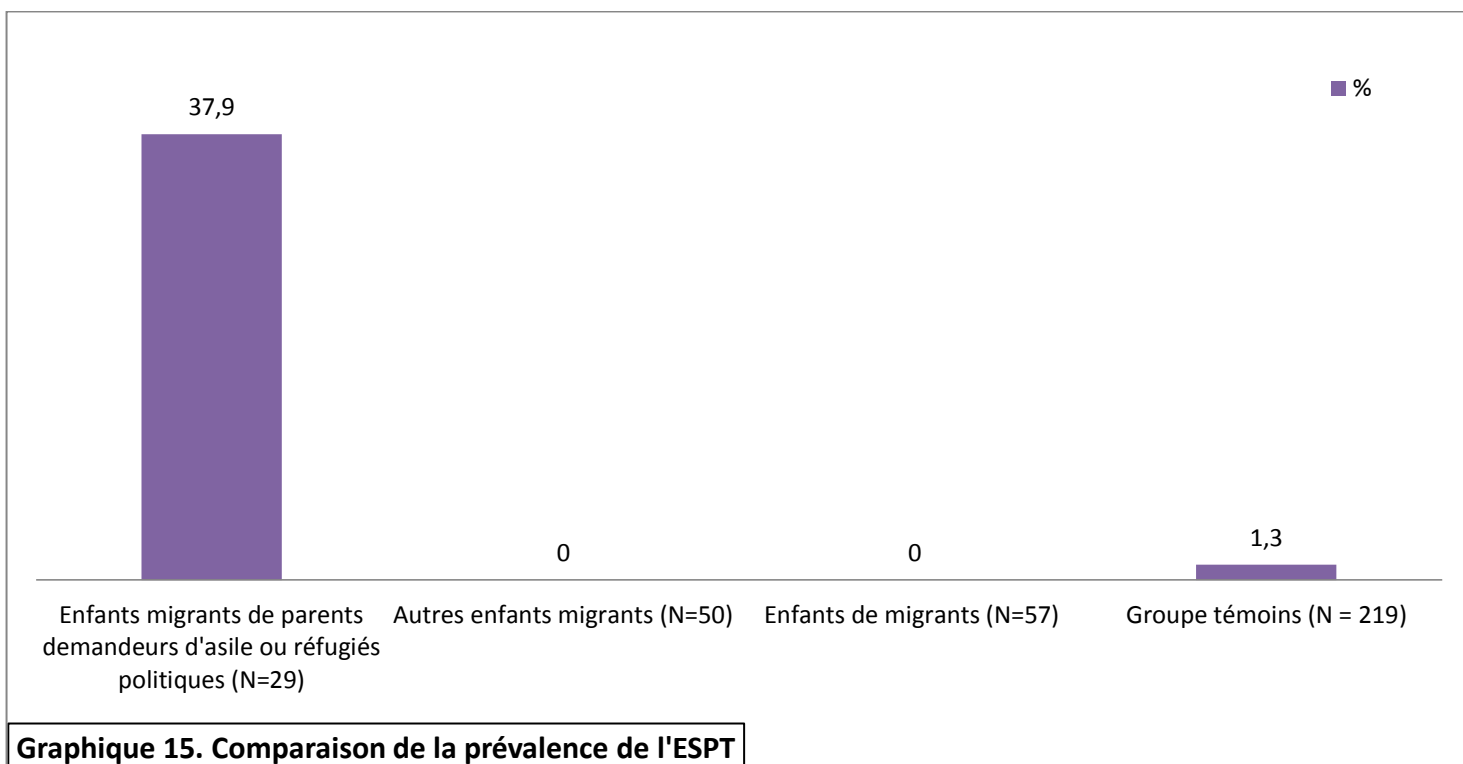 %
37,9
0
0
1,3
Enfants migrants de parents
demandeurs d'asile ou réfugiés
politiques (N=29)
Autres enfants migrants (N=50)
Enfants de migrants (N=57)
Groupe témoins (N = 219)
Graphique 15. Comparaison de la prévalence de l'ESPT